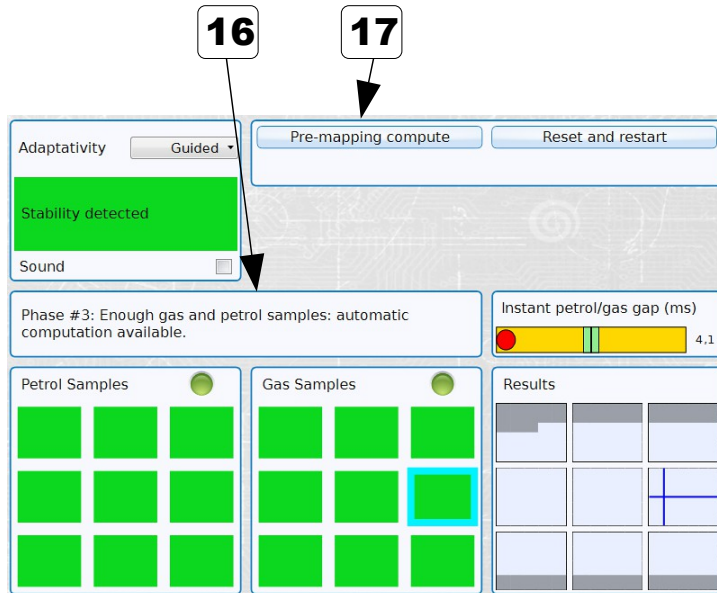 16 17
Pre-mapping compute Reset and restart
Adaptativity Guided
Stability detected
Sound
Phase #3: Enough gas and petrol samples: automatic
computation available.
Instant petrol/gas gap (ms)
4,1
Petrol Samples Gas Samples Results